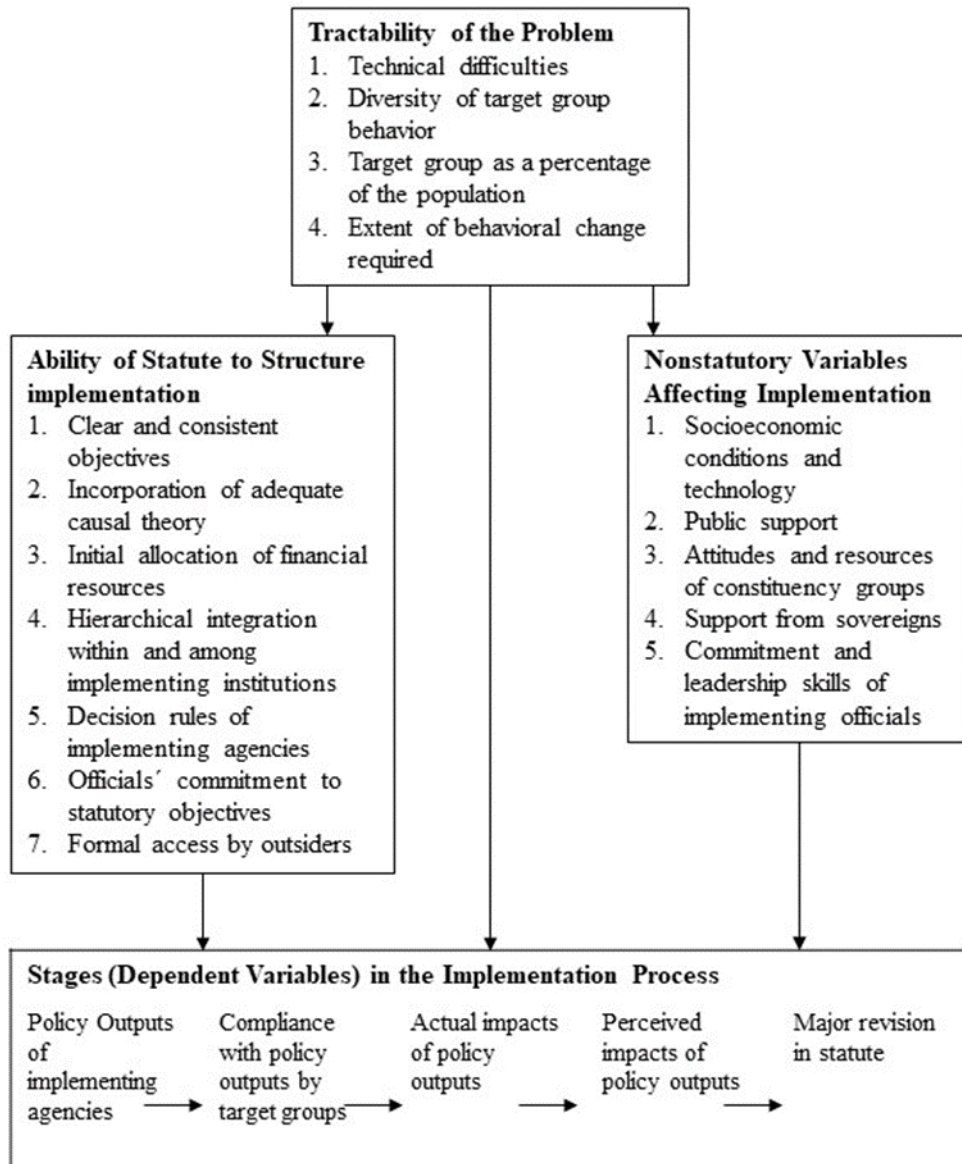 Tractability of the Problem
1. Technical difficulties
2. Diversity of target group
behavior
3. Target group as a percentage
of the population
4. Extent of behavioral change
required
Ability of Statute to Structure
implementation
1. Clear and consistent
objectives
2. Incorporation of adequate
causal theory
3. Initial allocation of financial
resources
4. Hierarchical integration
within and among
implementing institutions
5. Decision rules of
implementing agencies
6. Officials´ commitment to
statutory objectives
7. Formal access by outsiders
Nonstatutory Variables
Affecting Implementation
1. Socioeconomic
conditions and
technology
2. Public support
3. Attitudes and resources
of constituency groups
4. Support from sovereigns
5. Commitment and
leadership skills of
implementing officials
Stages (Dependent Variables) in the Implementation Process
Policy Outputs
of
implementing
agencies
Compliance
with policy
outputs by
target groups
Actual impacts
of policy
outputs
Perceived
impacts of
policy outputs
Major revision
in statute